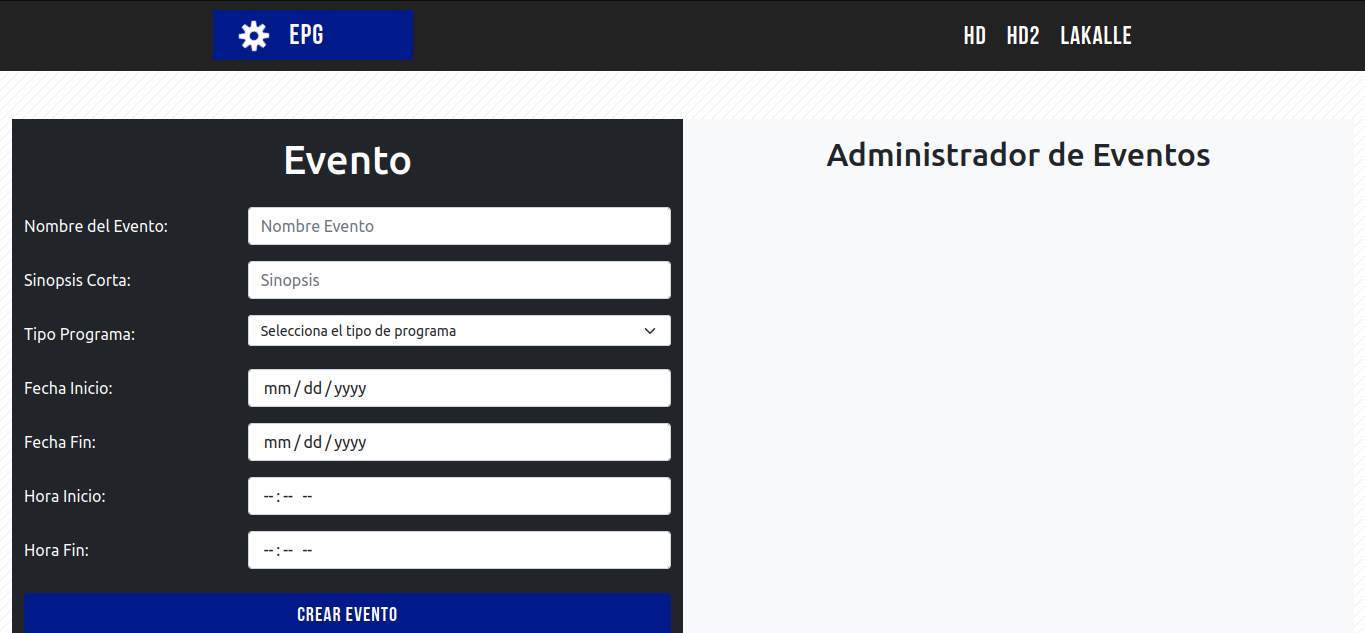 EPG
HD HD2 LAKALLE
Evento
Nombre del Evento: Nombre Evento
Sinopsis Corta: Sinopsis
Tipo Programa: Selecciona el tipo de programa
Fecha Inicio: mm / dd / yyyy
Fecha Fin: mm / dd / yyyy
Hora Inicio: -- : -- --
Hora Fin: -- : -- --
CREAR EVENTO
Administrador de Eventos